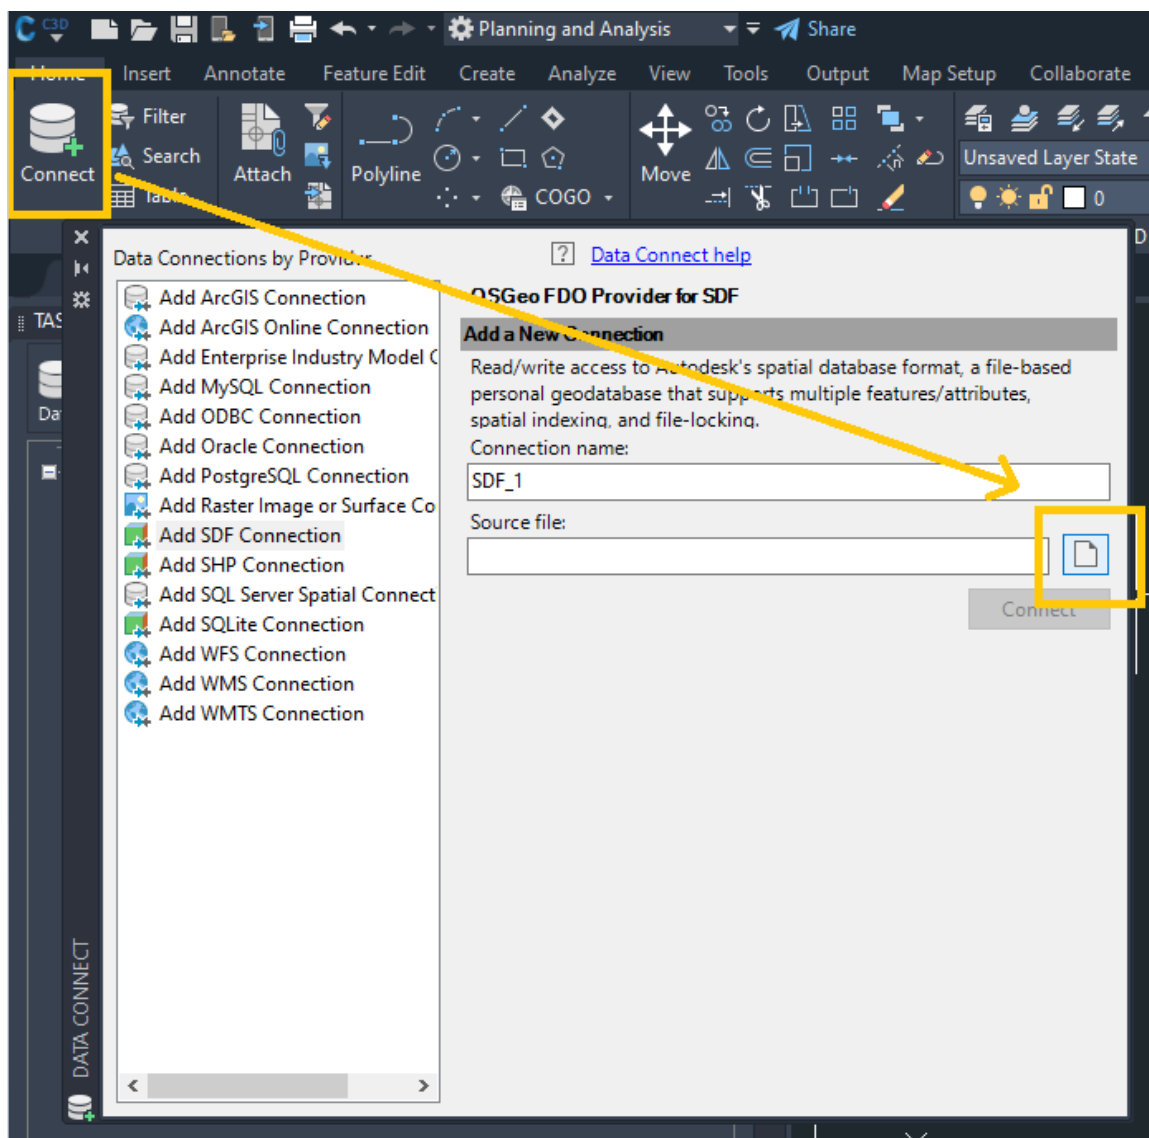 C3D
Planning and Analysis
Share
Home Insert Annotate Feature Edit Create Analyze View Tools Output Map Setup Collaborate
Filter
Connect
Search
Table
Attach
Polyline
COGO
Move
Unsaved Layer State
0
D
TAS
Da
Data Connections by Provider
Add ArcGIS Connection
Add ArcGIS Online Connection
Add Enterprise Industry Model C
Add MySQL Connection
Add ODBC Connection
Add Oracle Connection
Add PostgreSQL Connection
Add Raster Image or Surface Co
Add SDF Connection
Add SHP Connection
Add SQL Server Spatial Connect
Add SQLite Connection
Add WFS Connection
Add WMS Connection
Add WMTS Connection
? Data Connect help
OSGeo FDO Provider for SDF
Add a New Connection
Read/write access to Autodesk's spatial database format, a file-based
personal geodatabase that supports multiple features/attributes,
spatial indexing, and file-locking.
Connection name:
SDF_1
Source file:
Connect
DATA CONNECT